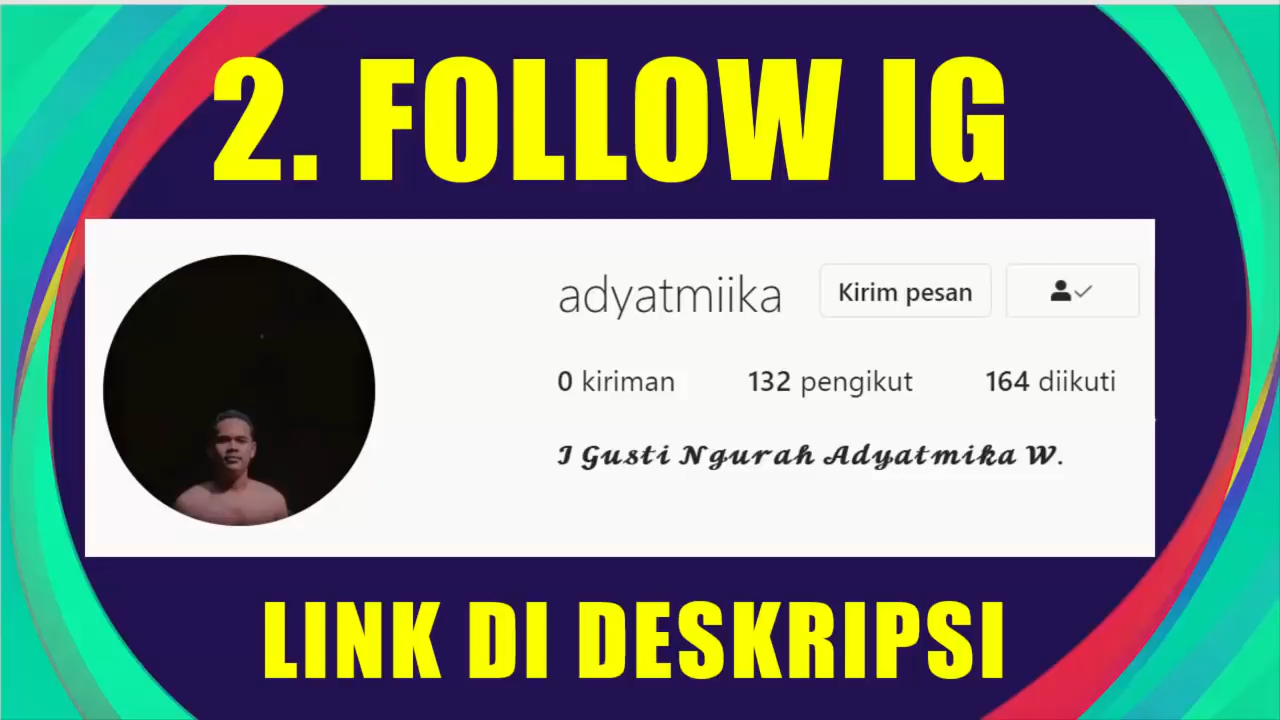 2. FOLLOW IG
adyatmiika Kirim pesan
0 kiriman 132 pengikut 164 diikuti
I Gusti Ngurah Adyatmika W.
LINK DI DESKRIPSI